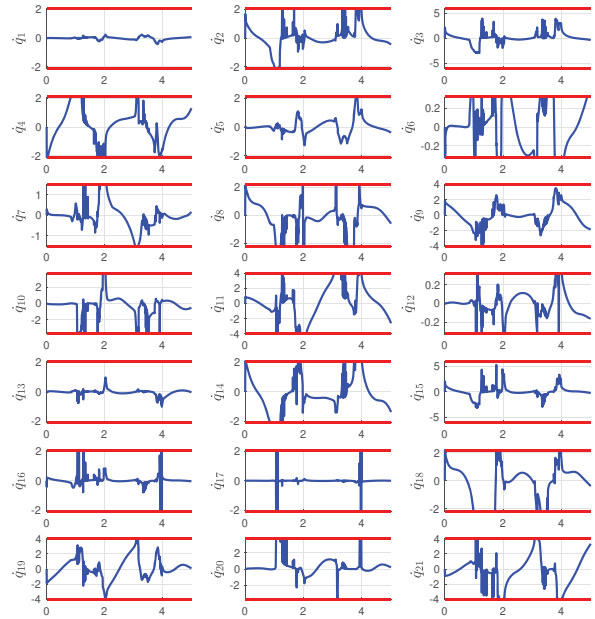 2 2 5
q̇1 0 q̇2 0 q̇3 0
-2 -2 -5
0 2 4 0 2 4 0 2 4
2 2 0.2
q̇4 0 q̇5 0 q̇6 0
-2 -2 -0.2
0 2 4 0 2 4 0 2 4
1 2 4
q̇7 0 q̇8 0 q̇9 2
-1 -2 0
-2
-4
0 2 4 0 2 4 0 2 4
2 4 0.2
q̇10 0 q̇11 2 q̇12 0
-2 0 -0.2
-2
-4
0 2 4 0 2 4 0 2 4
2 2 5
q̇13 0 q̇14 0 q̇15 0
-2 -2 -5
0 2 4 0 2 4 0 2 4
2 2 2
q̇16 0 q̇17 0 q̇18 0
-2 -2 -2
0 2 4 0 2 4 0 2 4
4 2 4
q̇19 2 q̇20 0 q̇21 2
0 -2 0
-2 -2
-4 -4
0 2 4 0 2 4 0 2 4